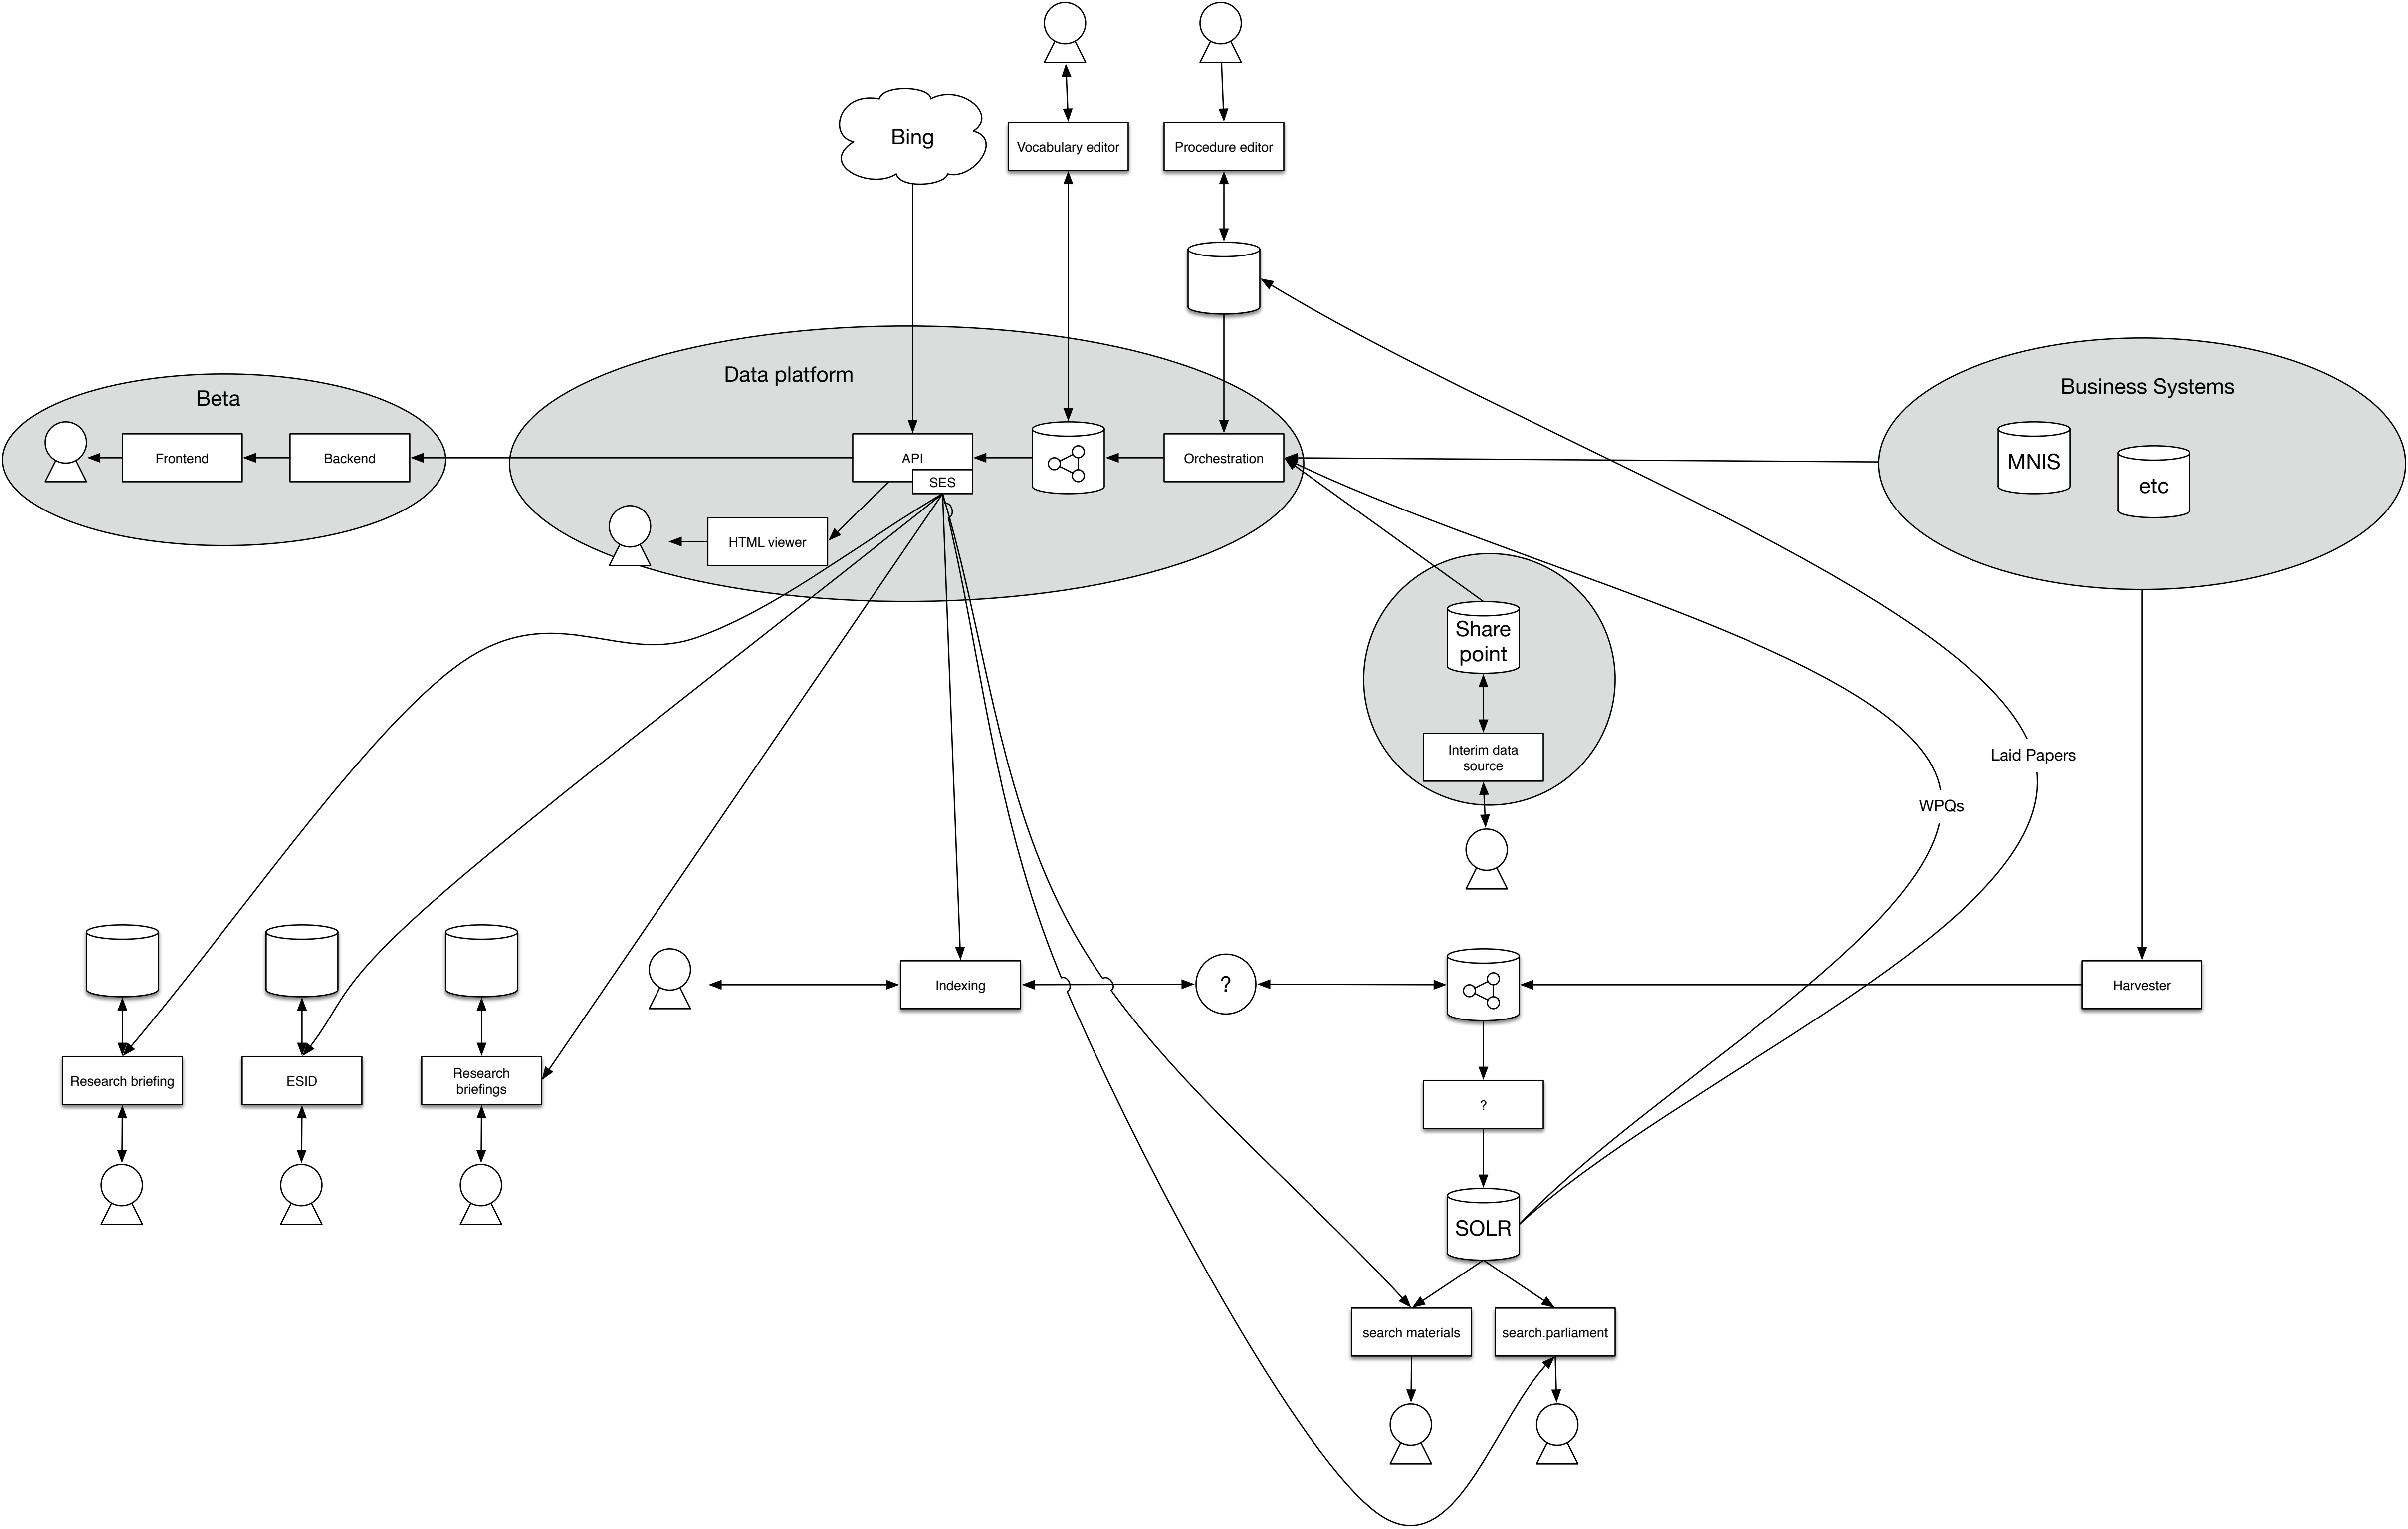 Bing
Vocabulary editor
Procedure editor
Data platform
Business Systems
Beta
Frontend
Backend
API
SES
Orchestration
MNIS
etc
HTML viewer
Share
point
Interim data
source
Laid Papers
WPQs
Indexing
?
Harvester
Research briefing
ESID
Research
briefings
?
SOLR
search materials
search.parliament